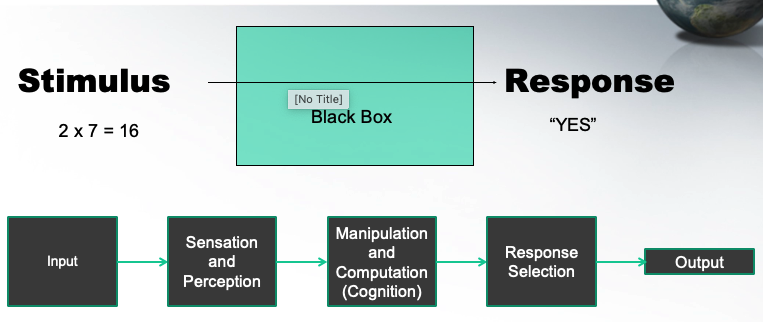 Stimulus
Response
[No Title]
Black Box
2 x 7 = 16
“YES”
Input
Sensation
and
Perception
Manipulation
and
Computation
(Cognition)
Response
Selection
Output